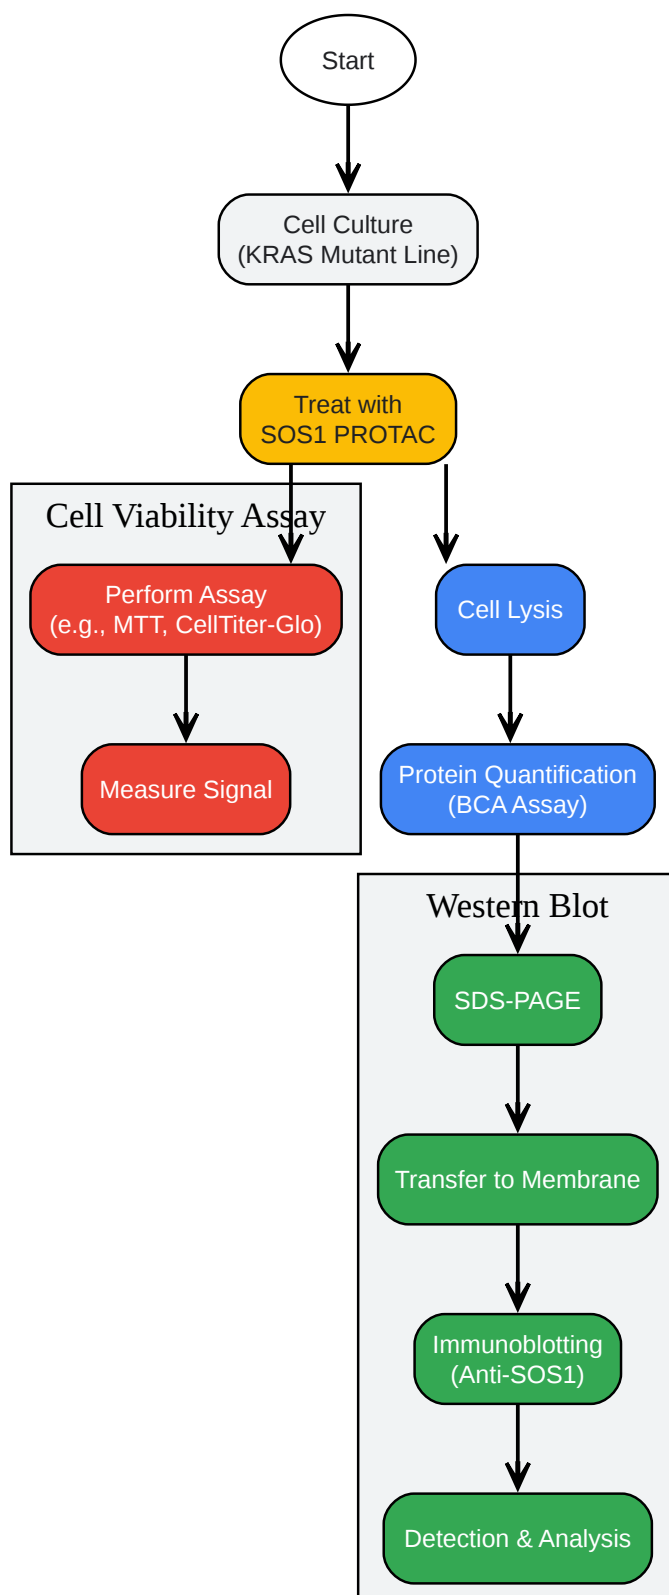 Start
Cell Culture
(KRAS Mutant Line)
Treat with
SOS1 PROTAC
Cell Viability Assay
Perform Assay
(e.g., MTT, CellTiter-Glo)
Measure Signal
Cell Lysis
Protein Quantification
(BCA Assay)
Western Blot
SDS-PAGE
Transfer to Membrane
Immunoblotting
(Anti-SOS1)
Detection & Analysis